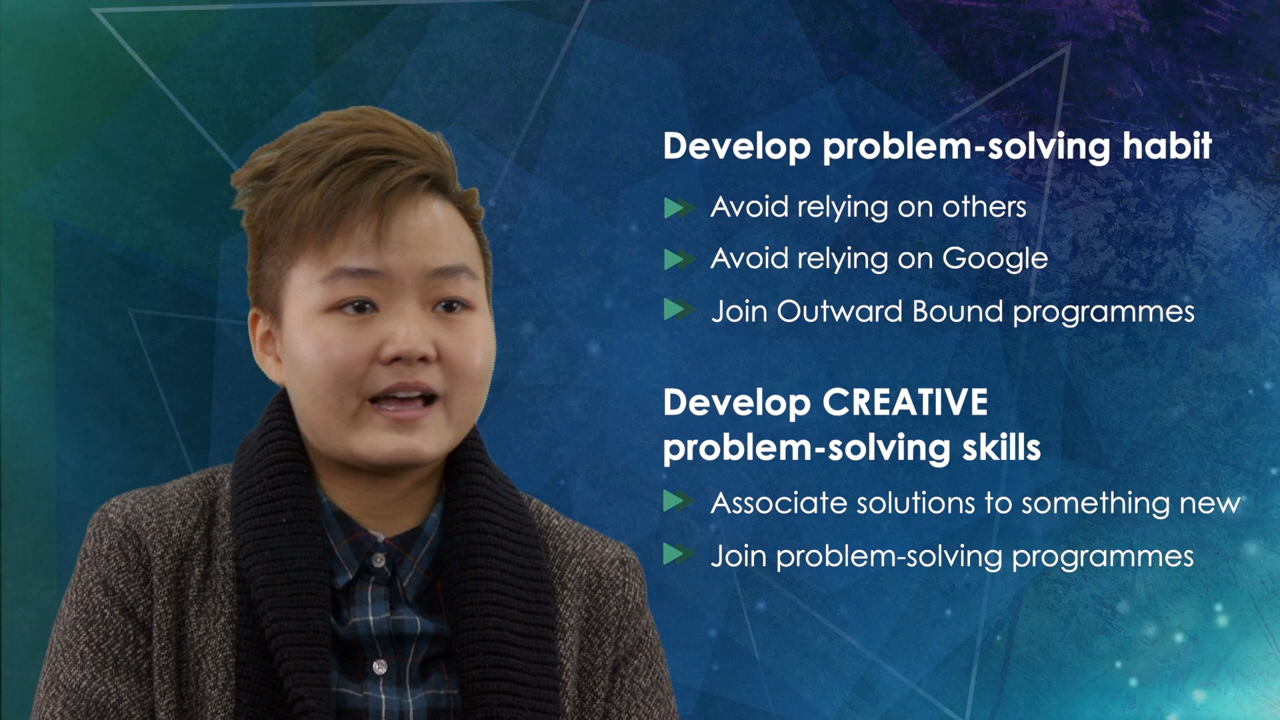 Develop problem-solving habit
Avoid relying on others
Avoid relying on Google
Join Outward Bound programmes
Develop CREATIVE
problem-solving skills
Associate solutions to something new
Join problem-solving programmes